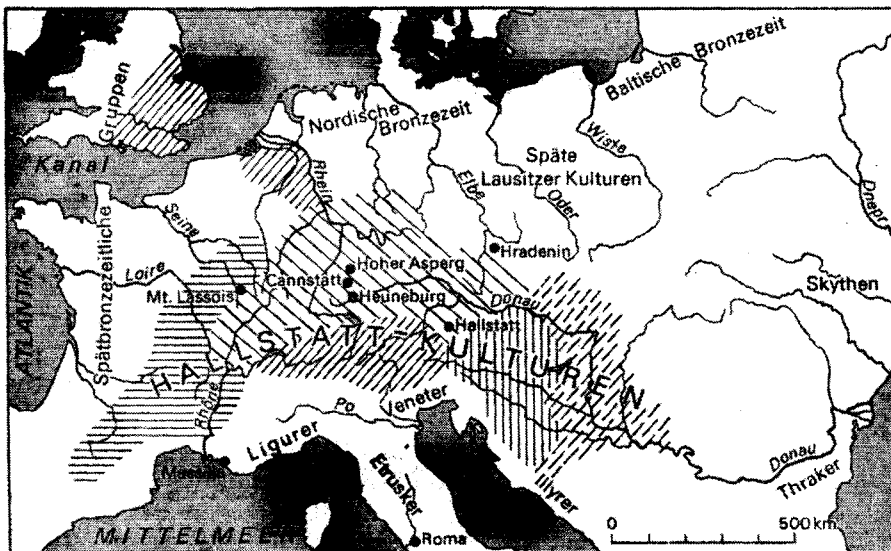 Baltische Bronzezeit
Gruppen
Nordische
Bronzezeit
Wisłe
Späte
Lausitzer Kulturen
Kanal
Rhein
Elbe
Oder
Dnepr
Seine
Hradenin
Hoher Asperg
Loire
Cannstatt
Mt. Lassois
Heuneburg
Donau
Skythen
ATLANTIK
Spätbronzezeitliche
Hallstatt
HALLSTATT-KULTUREN
Rhône
Po
Veneter
Ligurer
Etrusker
Illyrer
Donau
Thraker
MITTELMEER
Roma
0 500 km